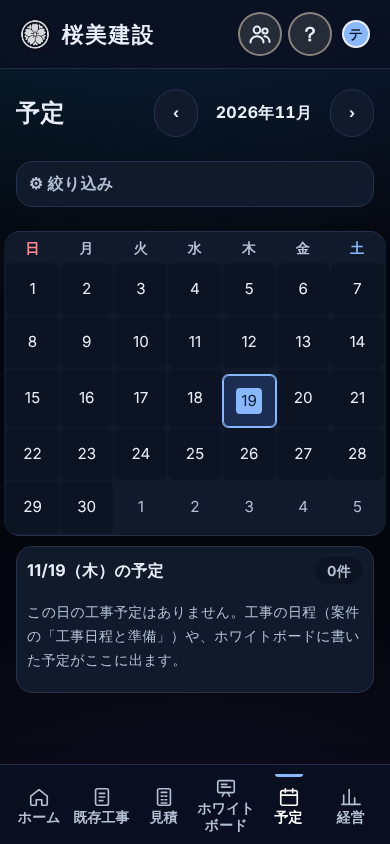 桜美建設
?
テ
予定
‹
2026年11月
›
⚙ 絞り込み
日 月 火 水 木 金 土
1 2 3 4 5 6 7
8 9 10 11 12 13 14
15 16 17 18 19 20 21
22 23 24 25 26 27 28
29 30 1 2 3 4 5
11/19（木）の予定
0件
この日の工事予定はありません。工事の日程（案件
の「工事日程と準備」）や、ホワイトボードに書い
た予定がここに出ます。
ホーム
既存工事
見積
ホワイト
ボード
予定
経営